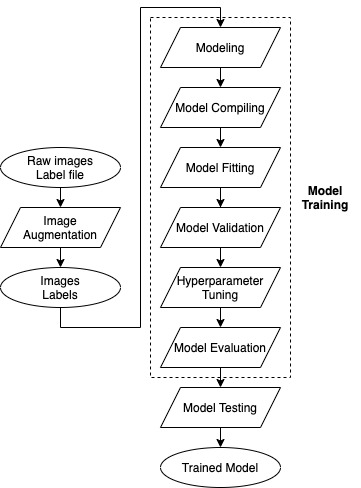 Raw images
Label file
Image
Augmentation
Images
Labels
Modeling
Model Compiling
Model Fitting
Model Validation
Hyperparameter
Tuning
Model Evaluation
Model
Training
Model Testing
Trained Model